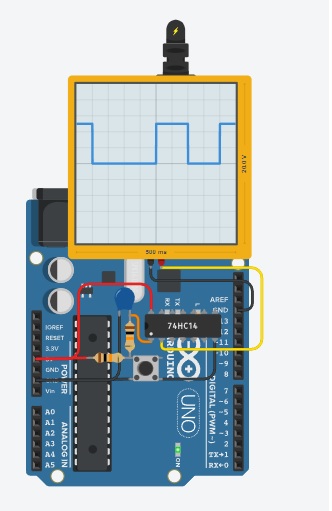 20.0 V
500 ms
74HC14
TX
RX
L
AREF
GND
13
12
-11
-10
-9
8
IOREF
RESET
3.3V
5V
GND
Vin
POWER
UNO
DIGITAL (PWM~)
7
-6
-5
4
-3
2
TX→1
RX←0
A0
A1
A2
A3
A4
A5
ANALOG IN
ON